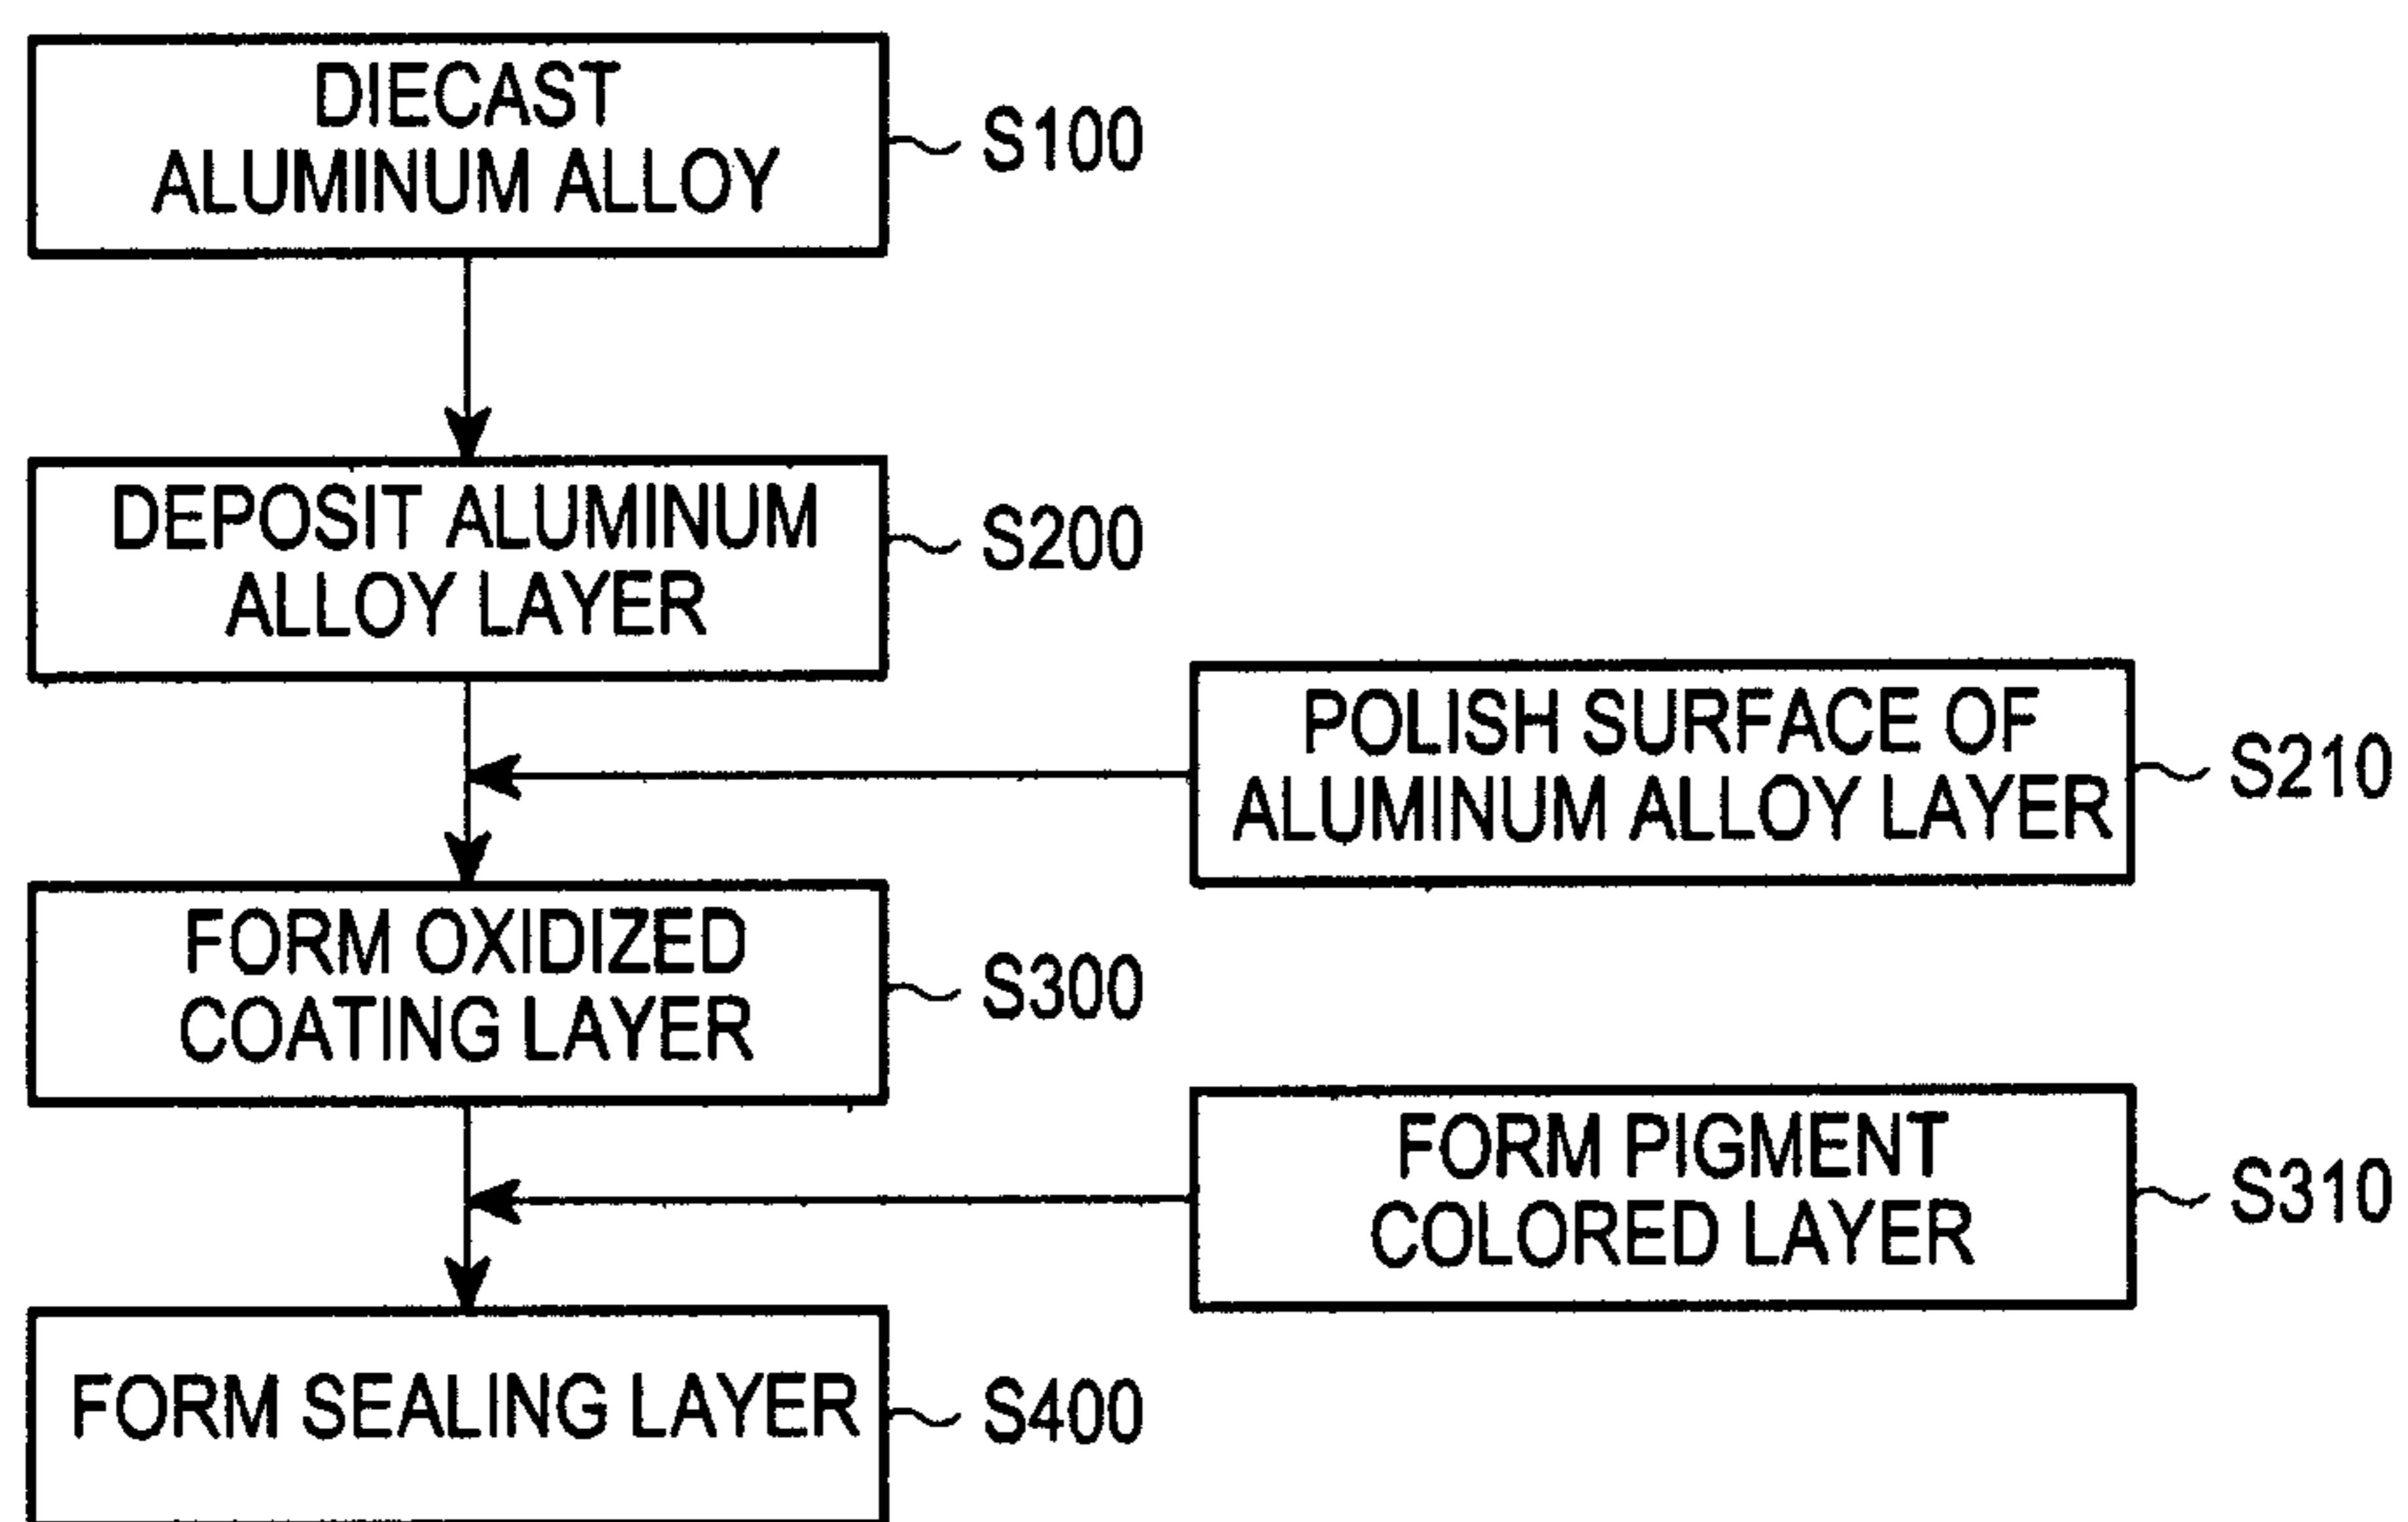 DIECAST
ALUMINUM ALLOY
S100
DEPOSIT ALUMINUM
ALLOY LAYER
S200
POLISH SURFACE OF
ALUMINUM ALLOY LAYER
S210
FORM OXIDIZED
COATING LAYER
S300
FORM PIGMENT
COLORED LAYER
S310
FORM SEALING LAYER
S400